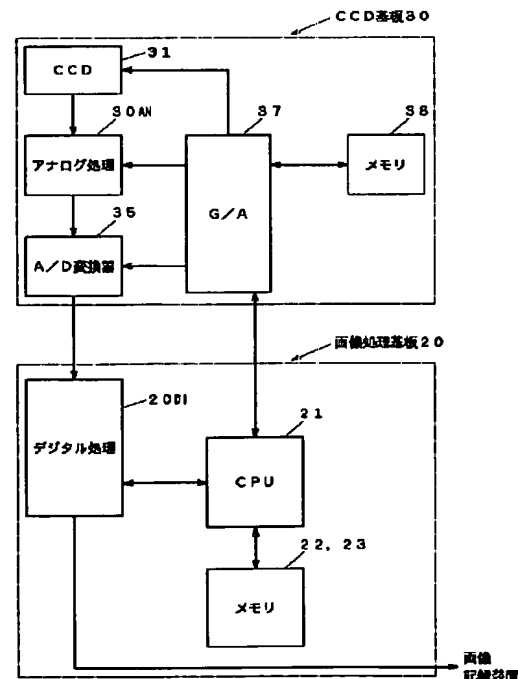 CCD基板30
31
CCD
30AN
37
38
アナログ処理
メモリ
G/A
35
A/D変換器
画像処理基板20
20DI
21
デジタル処理
CPU
22, 23
メモリ
画像
記録装置